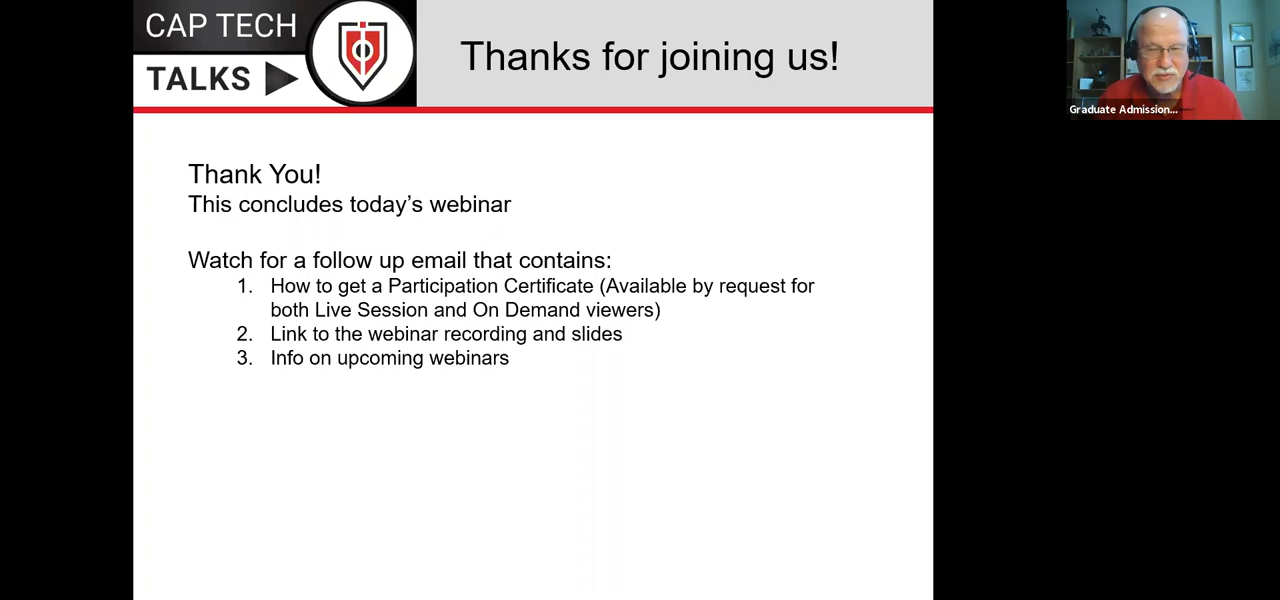 CAP TECH
TALKS
Thanks for joining us!
Graduate Admission...
Thank You!
This concludes today’s webinar
Watch for a follow up email that contains:
1. How to get a Participation Certificate (Available by request for
both Live Session and On Demand viewers)
2. Link to the webinar recording and slides
3. Info on upcoming webinars